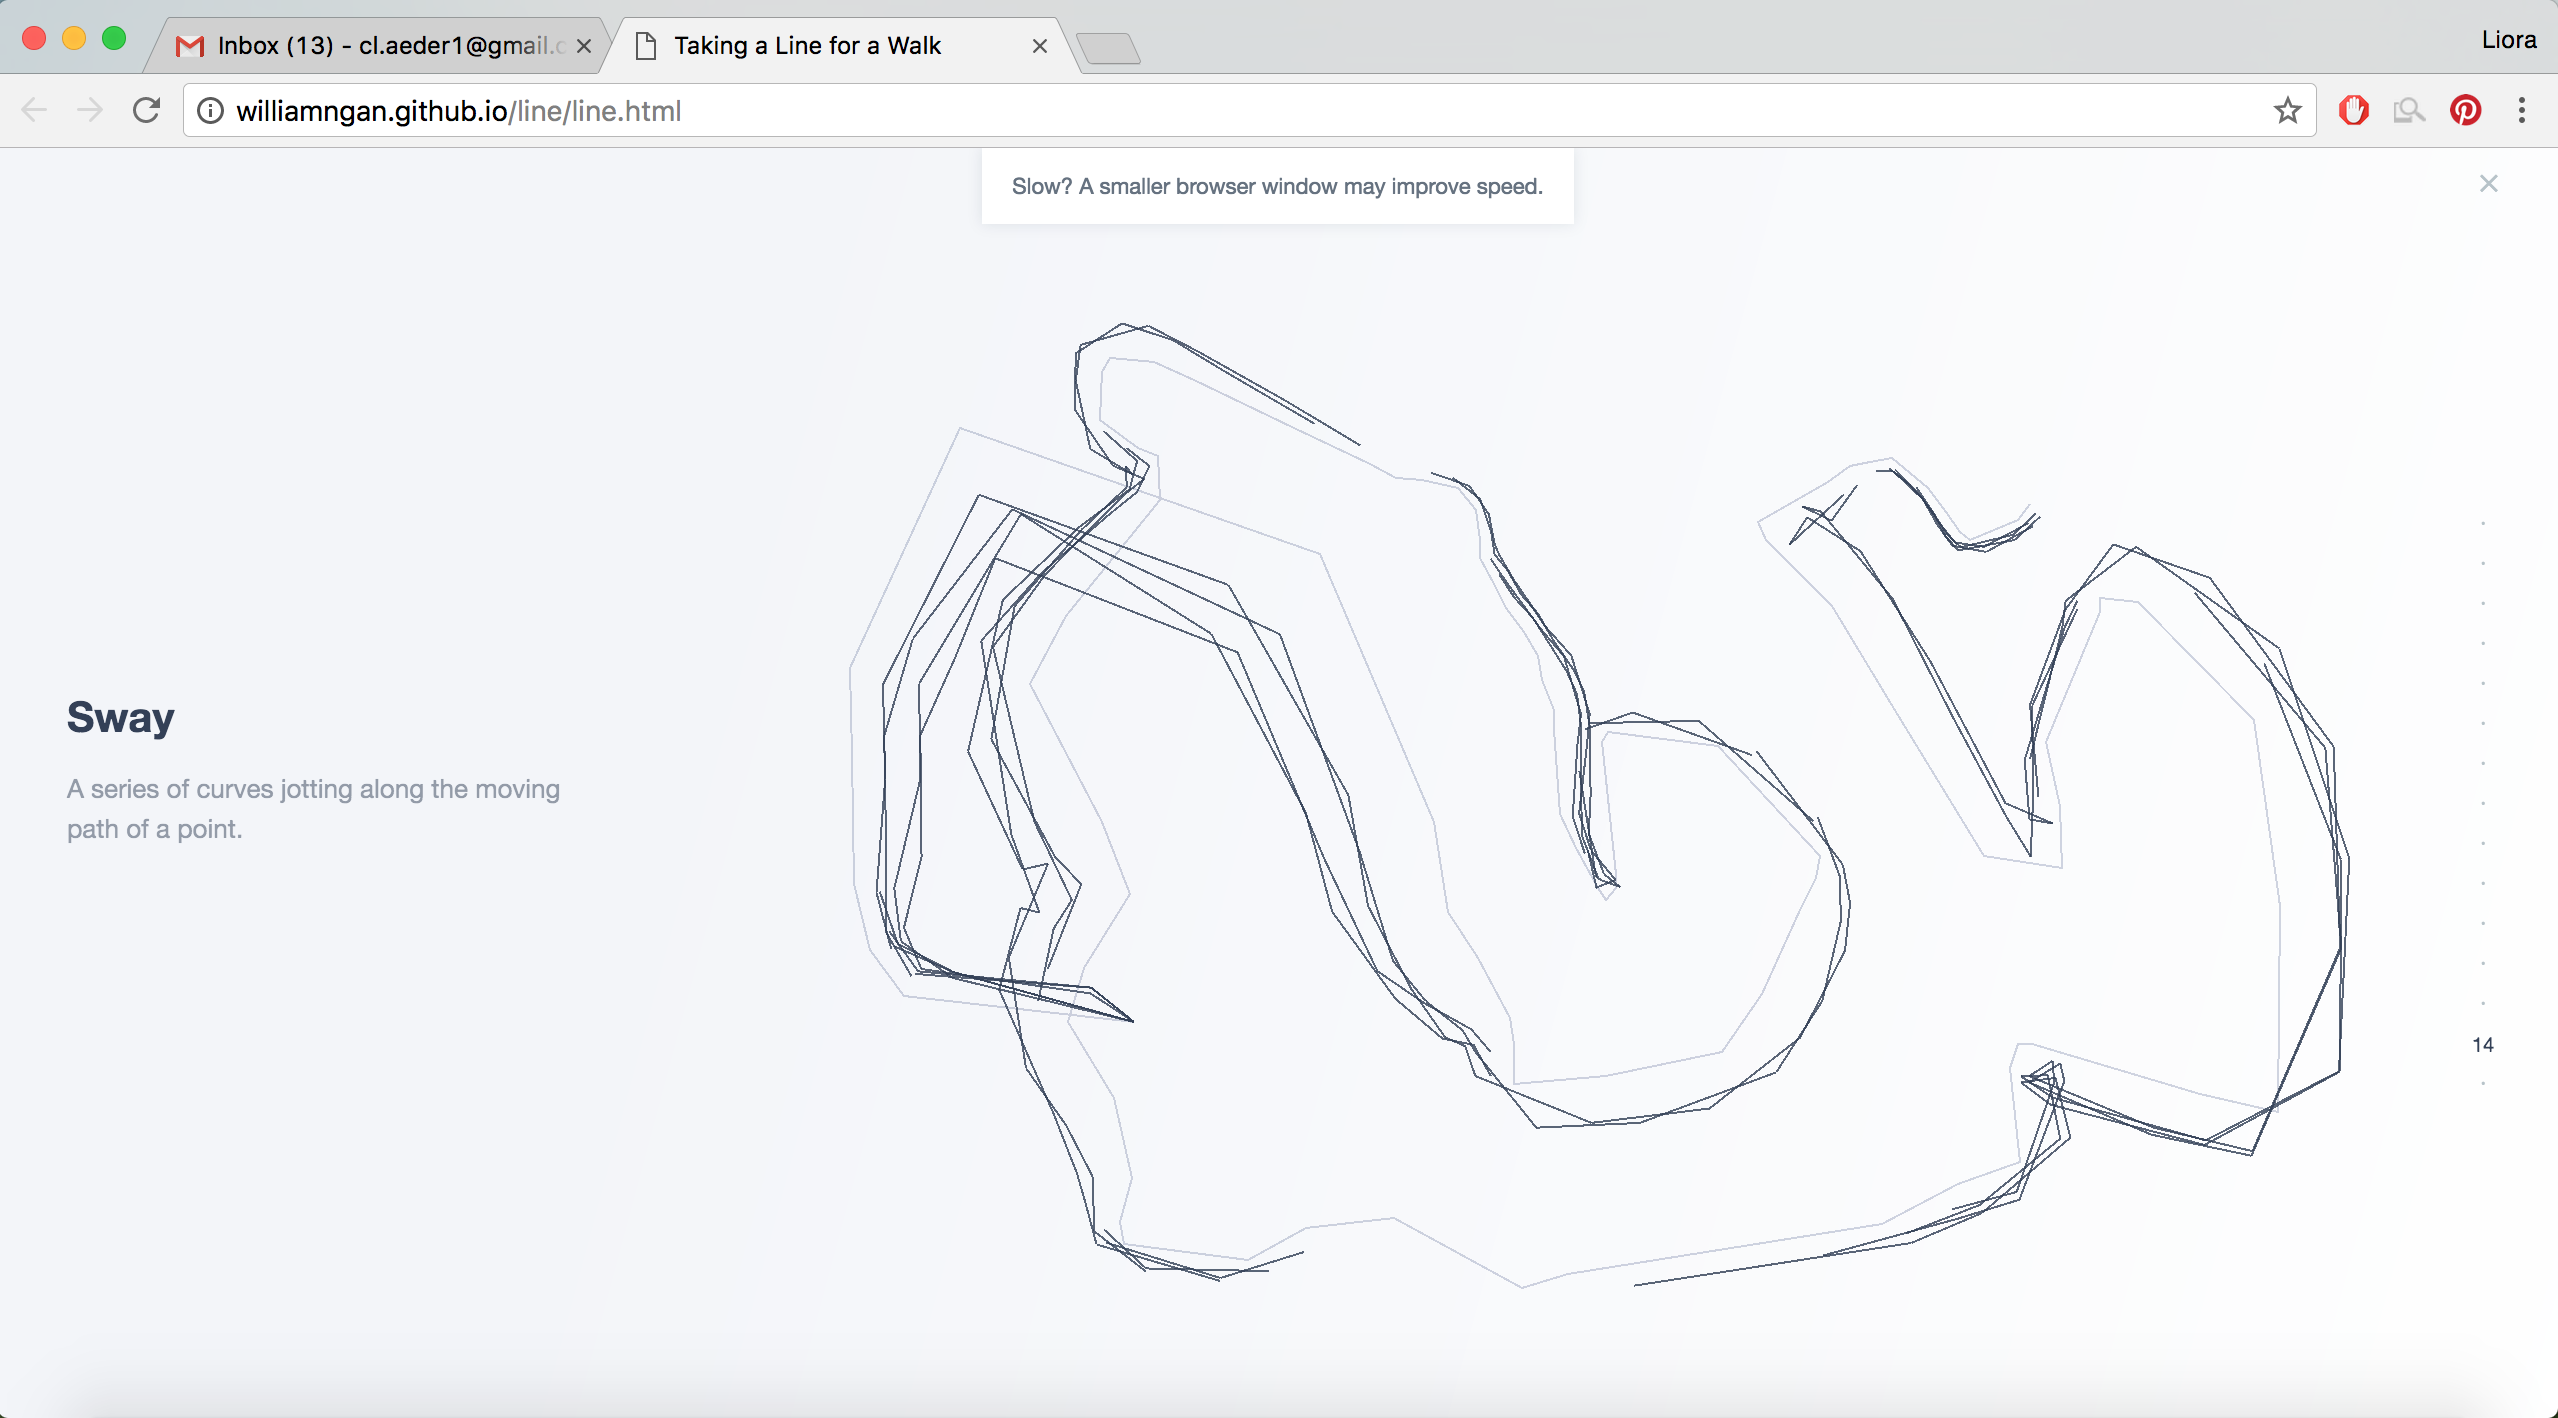 Inbox (13) - cl.aeder1@gmail.c
Taking a Line for a Walk
Liora
williamngan.github.io/line/line.html
Slow? A smaller browser window may improve speed.
Sway
A series of curves jotting along the moving
path of a point.
14